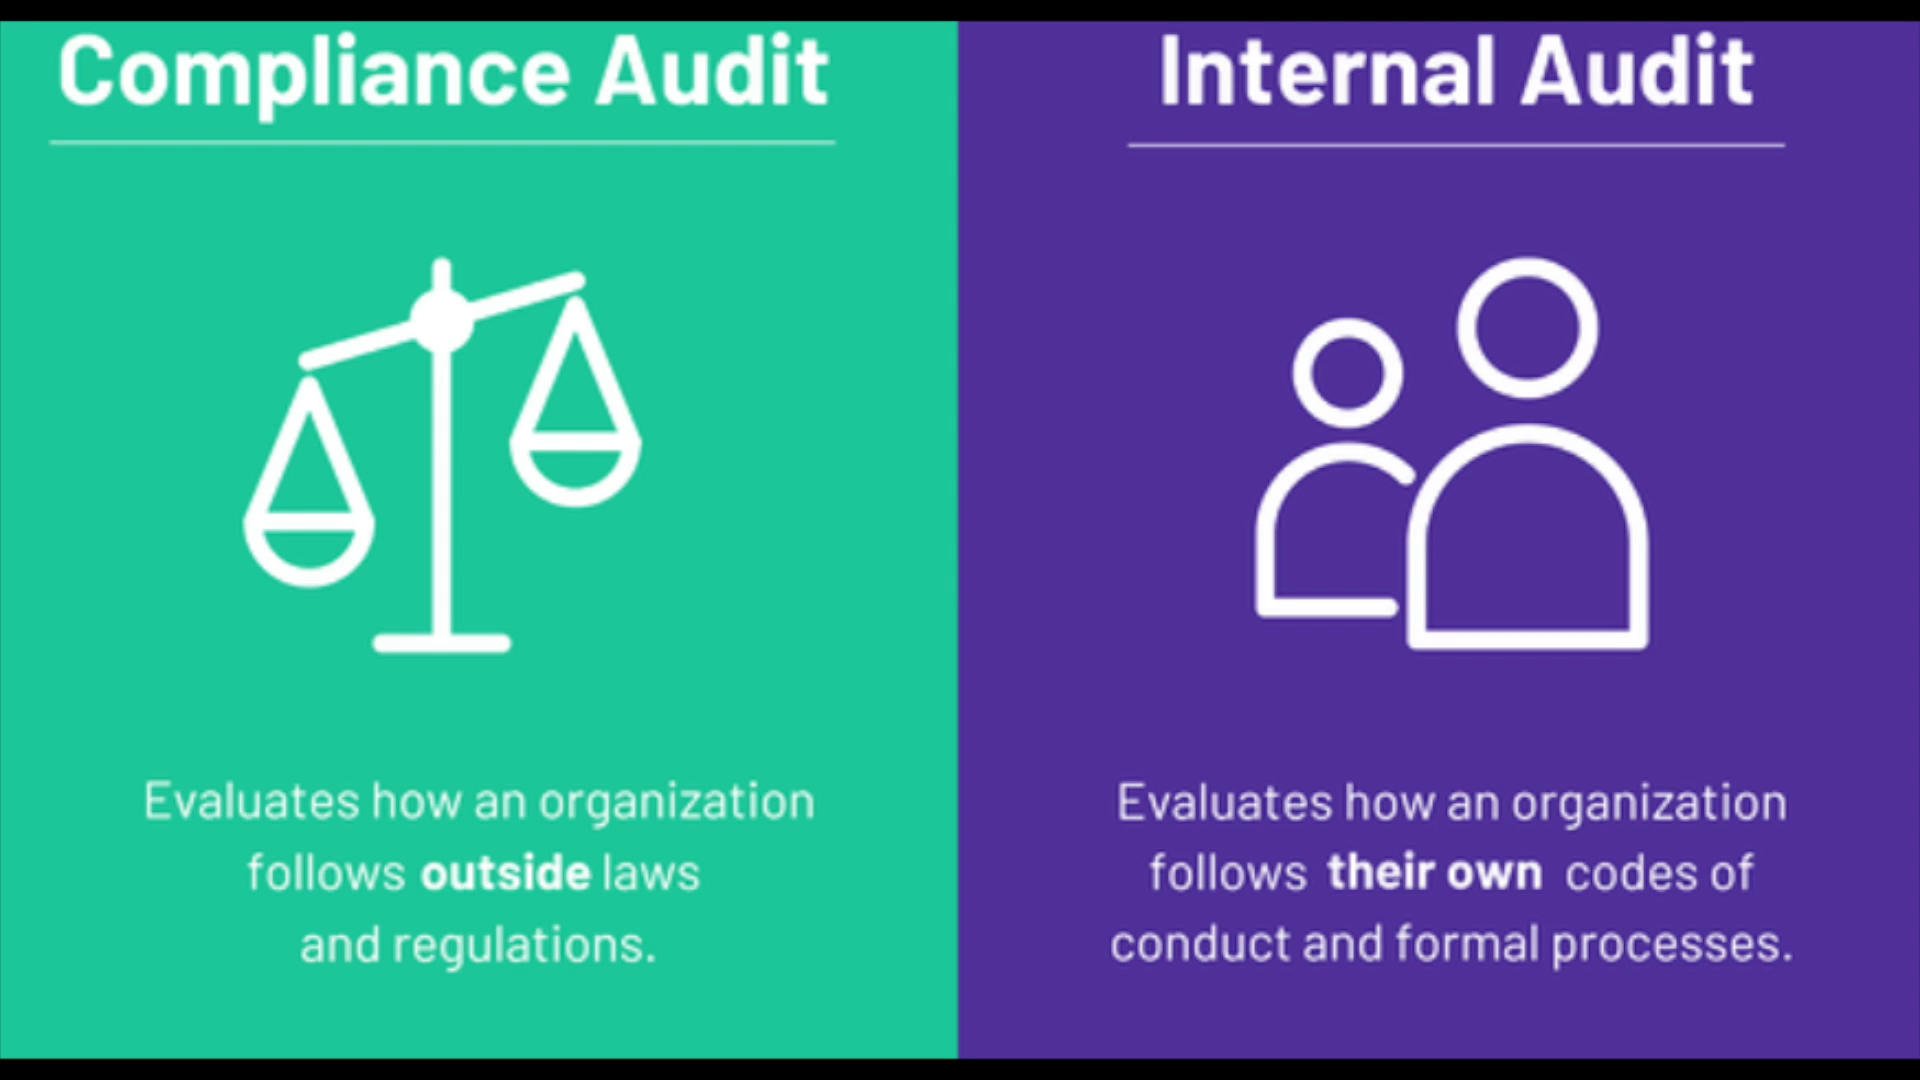 Compliance Audit
Evaluates how an organization
follows outside laws
and regulations.
Internal Audit
Evaluates how an organization
follows their own codes of
conduct and formal processes.